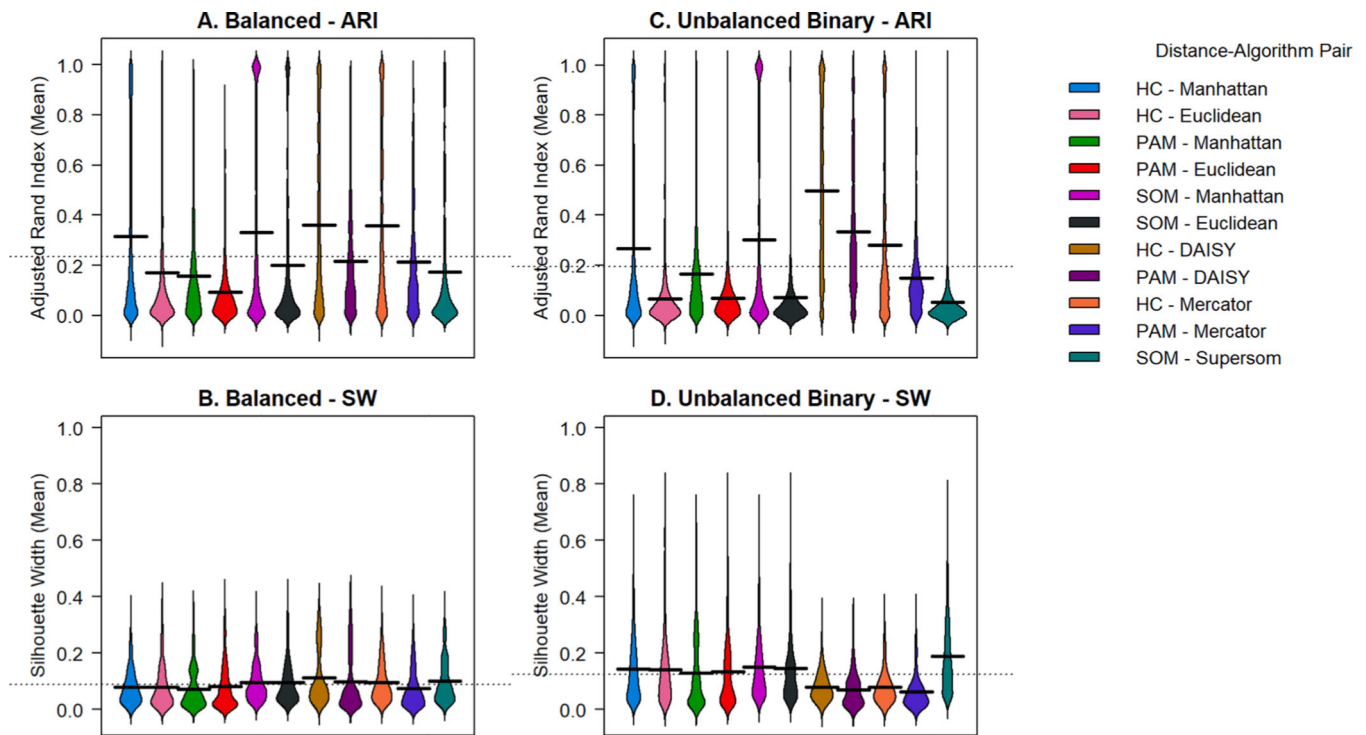 A. Balanced - ARI
Adjusted Rand Index (Mean)
1.0
0.8
0.6
0.4
0.2
0.0
C. Unbalanced Binary - ARI
Adjusted Rand Index (Mean)
1.0
0.8
0.6
0.4
0.2
0.0
Distance-Algorithm Pair
HC - Manhattan
HC - Euclidean
PAM - Manhattan
PAM - Euclidean
SOM - Manhattan
SOM - Euclidean
HC - DAISY
PAM - DAISY
HC - Mercator
PAM - Mercator
SOM - Supersom
B. Balanced - SW
Silhouette Width (Mean)
1.0
0.8
0.6
0.4
0.2
0.0
D. Unbalanced Binary - SW
Silhouette Width (Mean)
1.0
0.8
0.6
0.4
0.2
0.0